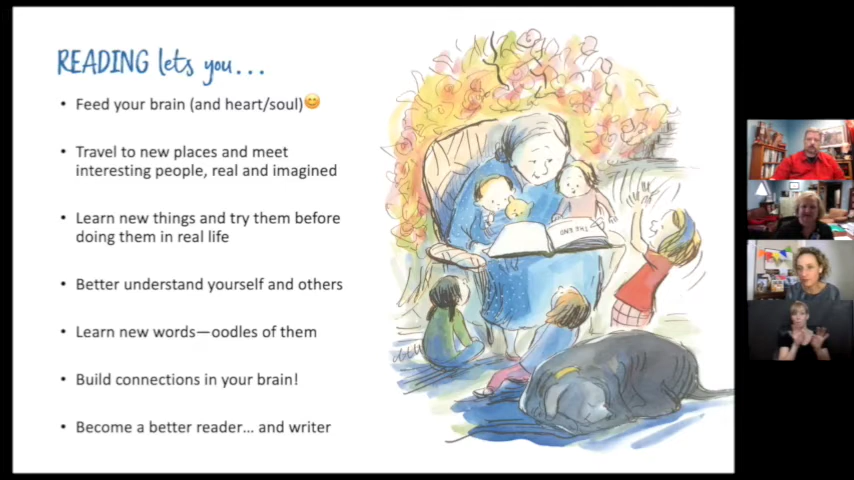 READING lets you...
• Feed your brain (and heart/soul)😊
• Travel to new places and meet
interesting people, real and imagined
• Learn new things and try them before
doing them in real life
• Better understand yourself and others
• Learn new words—oodles of them
• Build connections in your brain!
• Become a better reader... and writer
THE END